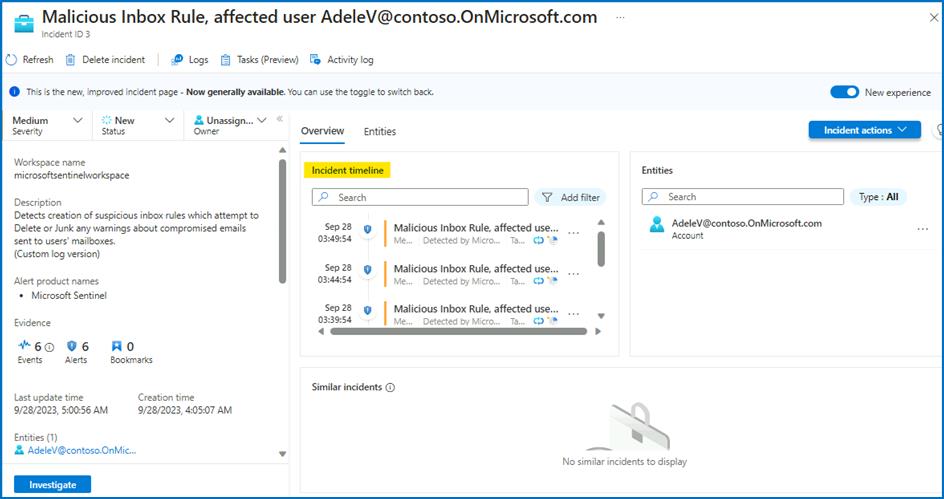 Malicious Inbox Rule, affected user AdeleV@contoso.OnMicrosoft.com ...
Incident ID 3
Refresh Delete incident Logs Tasks (Preview) Activity log
This is the new, improved incident page - Now generally available. You can use the toggle to switch back. New experience
Medium
Severity
New
Status
Unassign...
Owner
Workspace name
microsoftsentinelworkspace
Description
Detects creation of suspicious inbox rules which attempt to
Delete or Junk any warnings about compromised emails
sent to users' mailboxes.
(Custom log version)
Alert product names
• Microsoft Sentinel
Evidence
6 6 0
Events Alerts Bookmarks
Last update time Creation time
9/28/2023, 5:00:56 AM 9/28/2023, 4:05:07 AM
Entities (1)
AdeleV@contoso.OnMic...
Investigate
Overview Entities
Incident actions
Incident timeline
Search Add filter
Sep 28 Malicious Inbox Rule, affected use... ...
03:49:54 Me... Detected by Micro... Ta...
Sep 28 Malicious Inbox Rule, affected use... ...
03:44:54 Me... Detected by Micro... Ta...
Sep 28 Malicious Inbox Rule, affected use... ...
03:39:54 Me... Detected by Micro... Ta...
Entities
Search Type : All
AdeleV@contoso.OnMicrosoft.com ...
Account
Similar incidents
No similar incidents to display